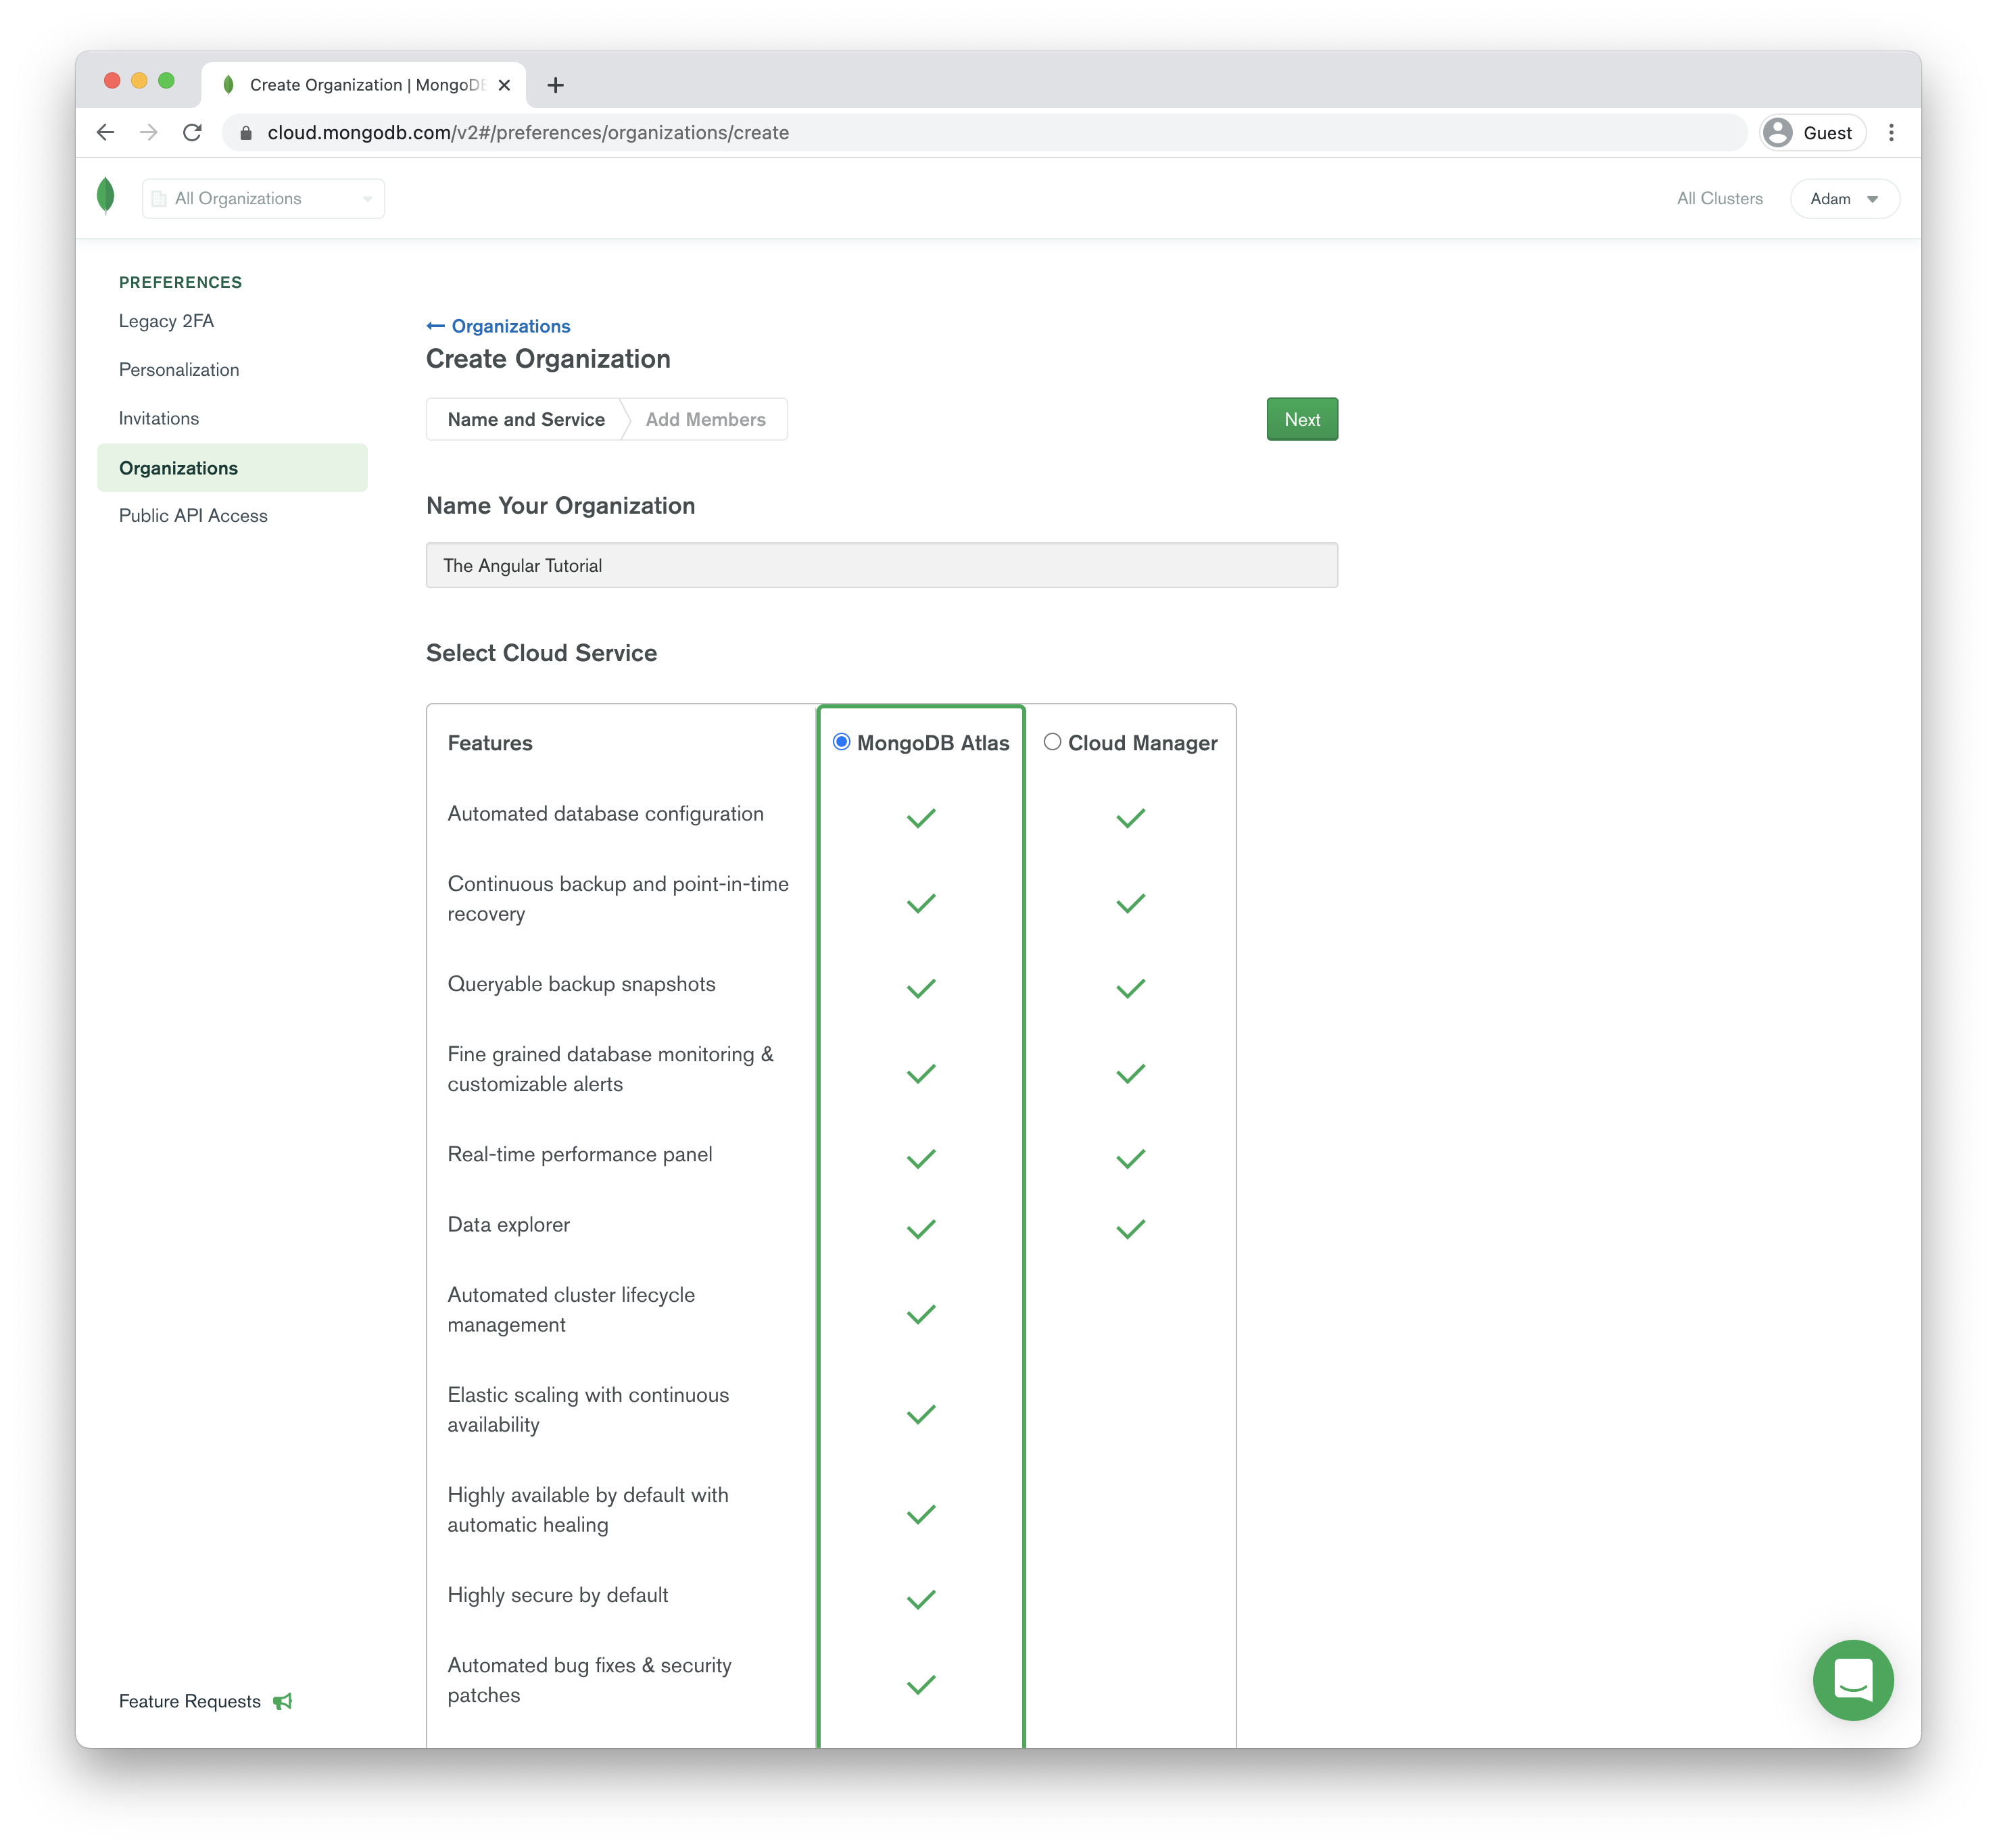 Create Organization | MongoDB
cloud.mongodb.com/v2#/preferences/organizations/create
Guest
All Organizations
All Clusters
Adam
PREFERENCES
Legacy 2FA
Personalization
Invitations
Organizations
Public API Access
Feature Requests
Organizations
Create Organization
Name and Service
Add Members
Next
Name Your Organization
The Angular Tutorial
Select Cloud Service
Features
MongoDB Atlas
Cloud Manager
Automated database configuration
Continuous backup and point-in-time
recovery
Queryable backup snapshots
Fine grained database monitoring &
customizable alerts
Real-time performance panel
Data explorer
Automated cluster lifecycle
management
Elastic scaling with continuous
availability
Highly available by default with
automatic healing
Highly secure by default
Automated bug fixes & security
patches